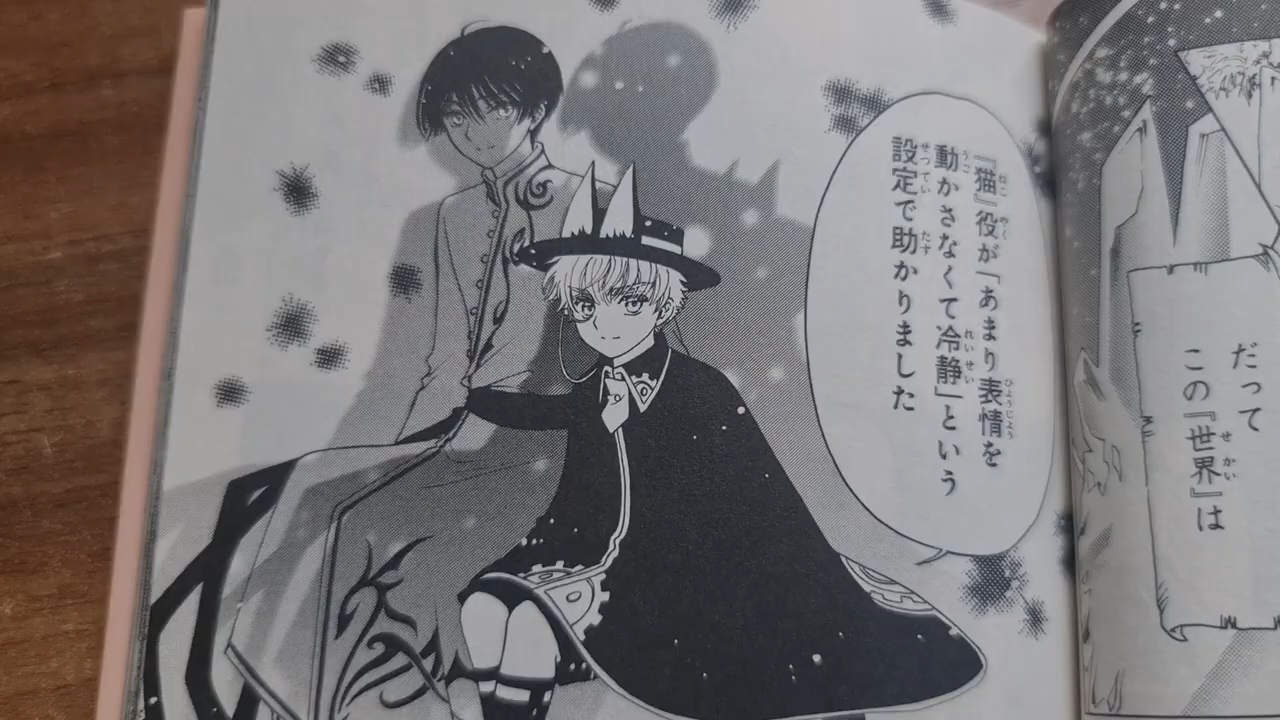 『猫』役が「あまり表情を
動かさなくて冷静」という
設定で助かりました
だって
この『世界』は